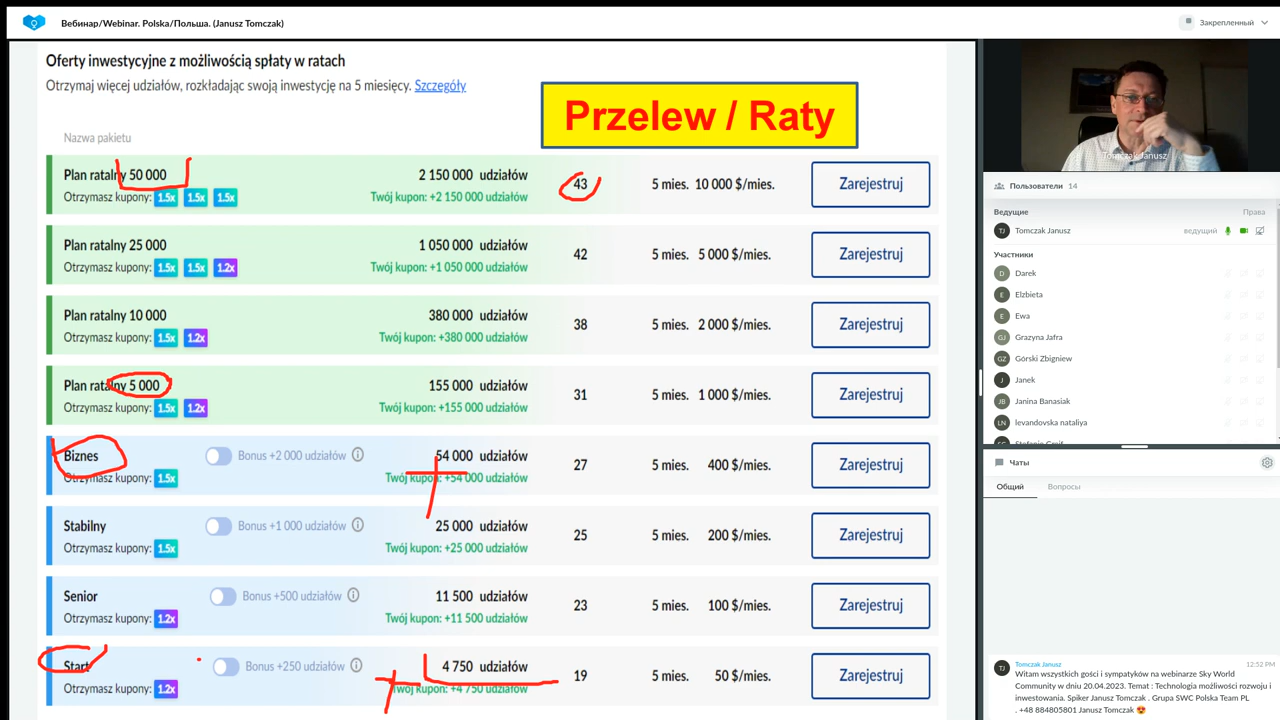 Вебинар/Webinar. Polska/Польша. (Janusz Tomczak)
Закрепленный
Oferty inwestycyjne z możliwością spłaty w ratach
Otrzymaj więcej udziałów, rozkładając swoją inwestycję na 5 miesięcy. Szczegóły
Przelew / Raty
Nazwa pakietu
Plan ratalny 50 000 2 150 000 udziałów 43 5 mies. 10 000 $/mies. Zarejestruj
Otrzymasz kupony: 1.5x 1.5x 1.5x Twój kupon: +2 150 000 udziałów
Plan ratalny 25 000 1 050 000 udziałów 42 5 mies. 5 000 $/mies. Zarejestruj
Otrzymasz kupony: 1.5x 1.5x 1.2x Twój kupon: +1 050 000 udziałów
Plan ratalny 10 000 380 000 udziałów 38 5 mies. 2 000 $/mies. Zarejestruj
Otrzymasz kupony: 1.5x 1.2x Twój kupon: +380 000 udziałów
Plan ratalny 5 000 155 000 udziałów 31 5 mies. 1 000 $/mies. Zarejestruj
Otrzymasz kupony: 1.5x 1.2x Twój kupon: +155 000 udziałów
Biznes Bonus +2 000 udziałów 54 000 udziałów 27 5 mies. 400 $/mies. Zarejestruj
Otrzymasz kupony: 1.5x Twój kupon: +54 000 udziałów
Stabilny Bonus +1 000 udziałów 25 000 udziałów 25 5 mies. 200 $/mies. Zarejestruj
Otrzymasz kupony: 1.5x Twój kupon: +25 000 udziałów
Senior Bonus +500 udziałów 11 500 udziałów 23 5 mies. 100 $/mies. Zarejestruj
Otrzymasz kupony: 1.2x Twój kupon: +11 500 udziałów
Start Bonus +250 udziałów 4 750 udziałów 19 5 mies. 50 $/mies. Zarejestruj
Otrzymasz kupony: 1.2x Twój kupon: +4 750 udziałów
Tomczak Janusz
Пользователи 14
Ведущие Права
TJ Tomczak Janusz ведущий
Участники
D Darek
E Elzbieta
E Ewa
GJ Grazyna Jafra
GZ Górski Zbigniew
J Janek
JB Janina Banasiak
LN levandovska nataliya
Чаты
Общий Вопросы
TJ Tomczak Janusz 12:52 PM
Witam wszystkich gości i sympatyków na webinarze Sky World
Community w dniu 20.04.2023. Temat : Technologia możliwości rozwoju i
inwestowania. Spiker Janusz Tomczak . Grupa SWC Polska Team PL
. +48 884805801 Janusz Tomczak 😍